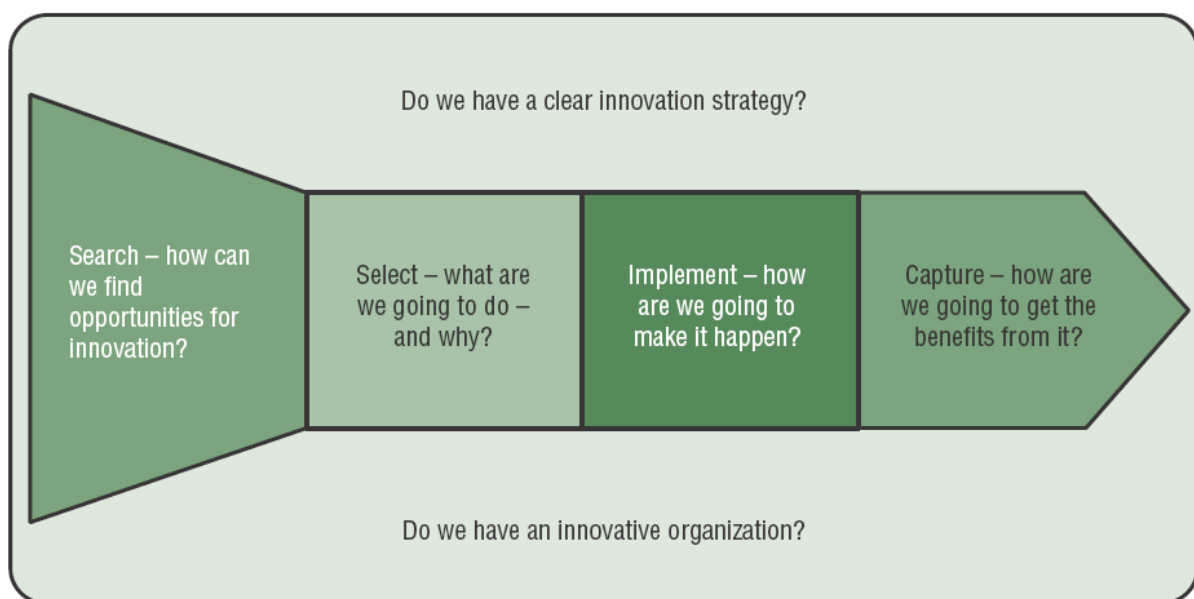 Do we have a clear innovation strategy?
Search – how can
we find
opportunities for
innovation?
Select – what are
we going to do –
and why?
Implement – how
are we going to
make it happen?
Capture – how are
we going to get the
benefits from it?
Do we have an innovative organization?